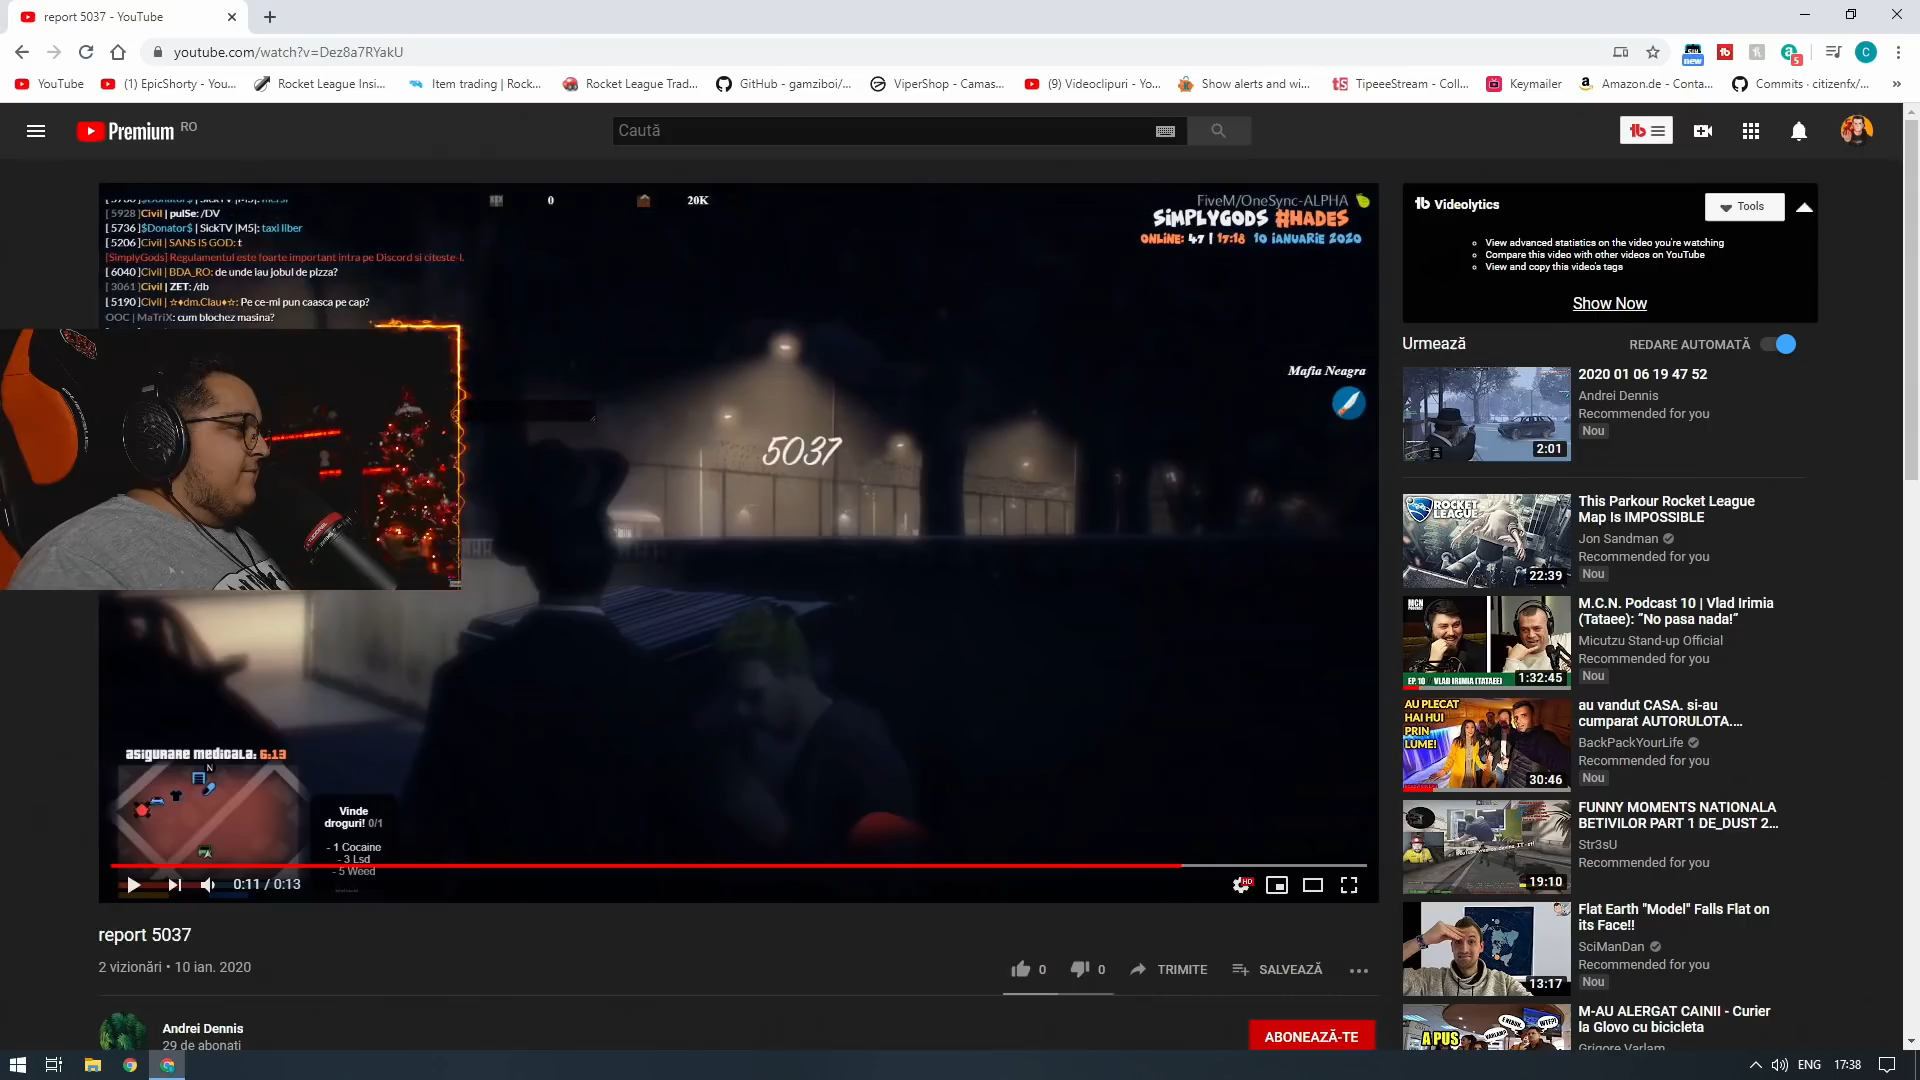 report 5037 - YouTube
youtube.com/watch?v=Dez8a7RYakU
new
5
C
YouTube
(1) EpicShorty - You...
Rocket League Insi...
Item trading | Rock...
Rocket League Trad...
GitHub - gamziboi/...
ViperShop - Camas...
(9) Videoclipuri - Yo...
Show alerts and wi...
TipeeeStream - Coll...
Keymailer
Amazon.de - Conta...
Commits · citizenfx/...
Premium RO
Caută
[ 5928 ]Civil | pulSe: /DV
[ 5736 ]$Donator$ | SickTV |M5|: taxi liber
[ 5206 ]Civil | SANS IS GOD: t
[SimplyGods] Regulamentul este foarte important intra pe Discord si citeste-l.
[ 6040 ]Civil | BDA_RO: de unde iau jobul de pizza?
[ 3061 ]Civil | ZET: /db
[ 5190 ]Civil | ☆♦dm.Clau♦☆: Pe ce-mi pun caasca pe cap?
OOC | MaTriX: cum blochez masina?
0
20K
FiveM/OneSync-ALPHA
SiMPLYGODS #HADES
ONLINE: 47 | 17:18 10 IANUARIE 2020
Mafia Neagra
5037
asigurare medicala: 6:13
N
Vinde
droguri! 0/1
- 1 Cocaine
- 3 Lsd
- 5 Weed
0:11 / 0:13
HD
report 5037
2 vizionări • 10 ian. 2020
0
0
TRIMITE
SALVEAZĂ
Andrei Dennis
29 de abonați
ABONEAZĂ-TE
Videolytics
Tools
View advanced statistics on the video you're watching
Compare this video with other videos on YouTube
View and copy this video's tags
Show Now
Urmează
REDARE AUTOMATĂ
2020 01 06 19 47 52
Andrei Dennis
Recommended for you
Nou
2:01
This Parkour Rocket League
Map Is IMPOSSIBLE
Jon Sandman
Recommended for you
Nou
ROCKET
LEAGUE
22:39
M.C.N. Podcast 10 | Vlad Irimia
(Tataee): “No pasa nada!”
Micutzu Stand-up Official
Recommended for you
Nou
MCN
EP. 10 VLAD IRIMIA (TATAEE)
1:32:45
au vandut CASA. si-au
cumparat AUTORULOTA....
BackPackYourLife
Recommended for you
Nou
AU PLECAT
HAI HUI
PRIN
LUME!
30:46
FUNNY MOMENTS NATIONALA
BETIVILOR PART 1 DE_DUST 2...
Str3sU
Recommended for you
19:10
Flat Earth "Model" Falls Flat on
its Face!!
SciManDan
Recommended for you
Nou
13:17
M-AU ALERGAT CAINII - Curier
la Glovo cu bicicleta
Grigore Varlam
A PUS
ENG
17:38